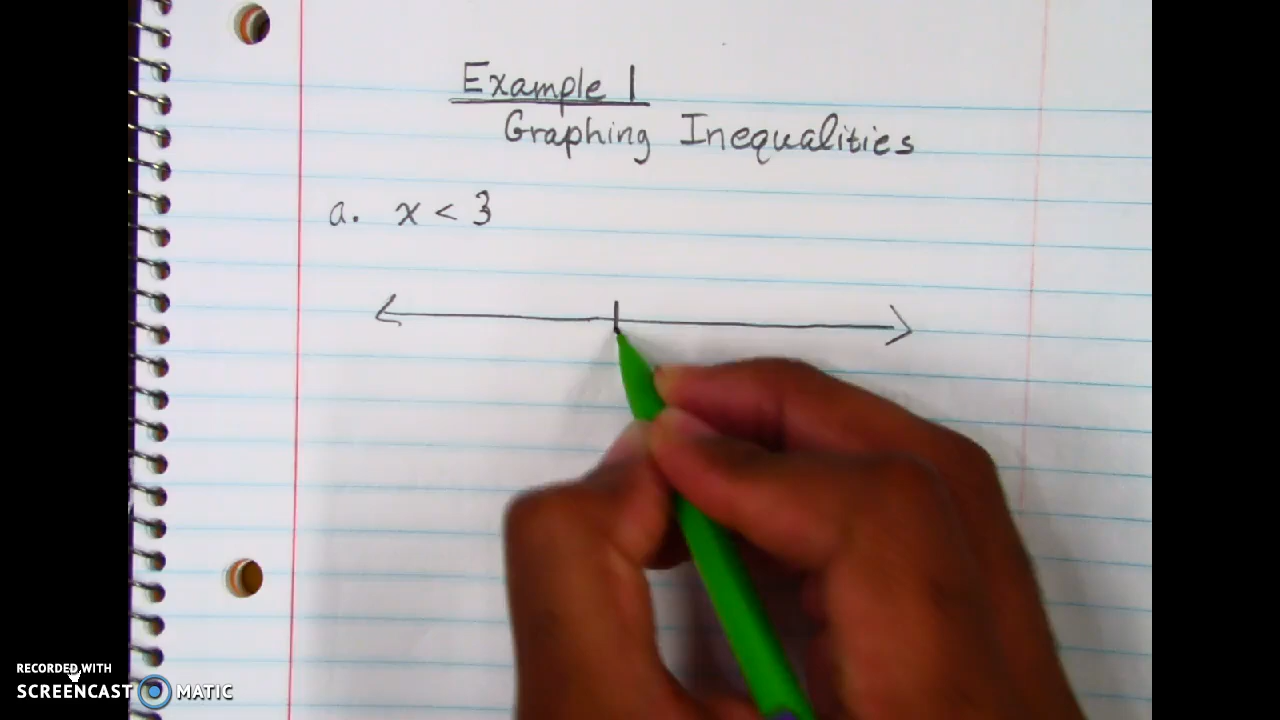 Example 1
Graphing Inequalities
a. x < 3
RECORDED WITH
SCREENCAST MATIC